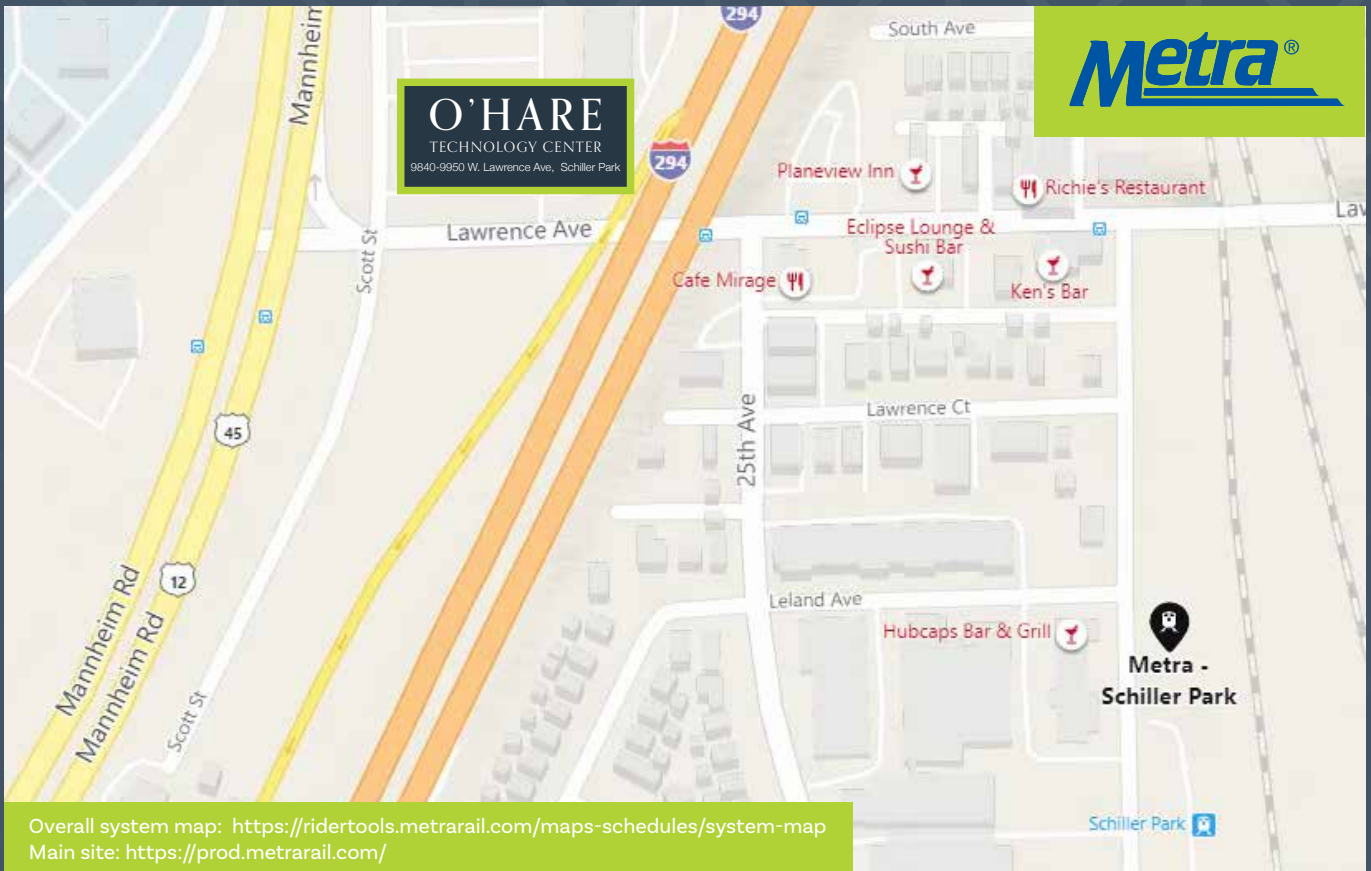 294
South Ave
Metra®
Mannheim
O'HARE
TECHNOLOGY CENTER
9840-9950 W. Lawrence Ave, Schiller Park
294
Planeview Inn
Richie's Restaurant
Lawrence Ave
Eclipse Lounge &
Sushi Bar
Scott St
Cafe Mirage
Ken's Bar
45
Lawrence Ct
25th Ave
12
Mannheim Rd
Mannheim Rd
Leland Ave
Hubcaps Bar & Grill
Metra -
Schiller Park
Scott St
Schiller Park
Overall system map: https://ridertools.metrarail.com/maps-schedules/system-map
Main site: https://prod.metrarail.com/